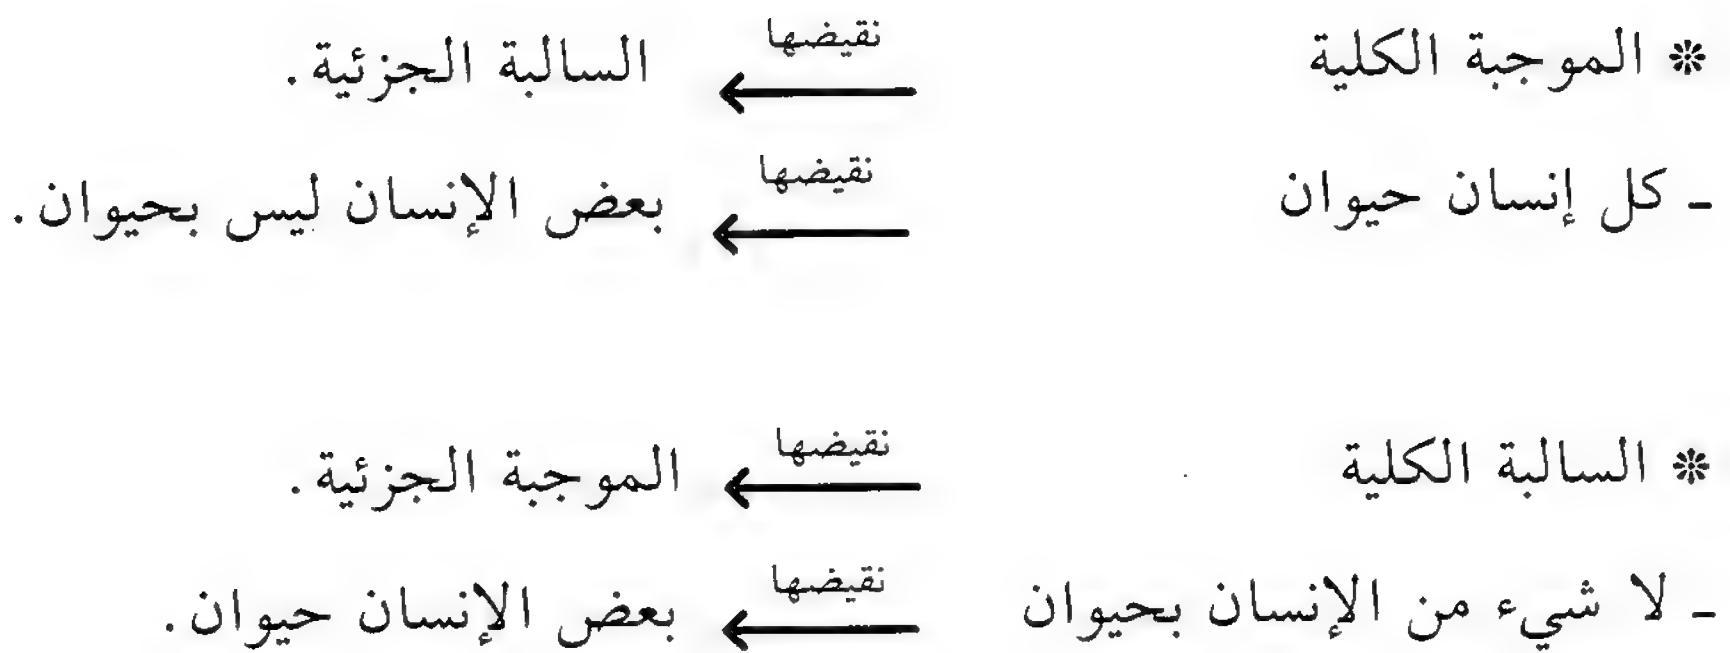 * الموجبة الكلية نقيضها السالبة الجزئية.
- كل إنسان حيوان نقيضها بعض الإنسان ليس بحيوان.
* السالبة الكلية نقيضها الموجبة الجزئية.
- لا شيء من الإنسان بحيوان نقيضها بعض الإنسان حيوان.